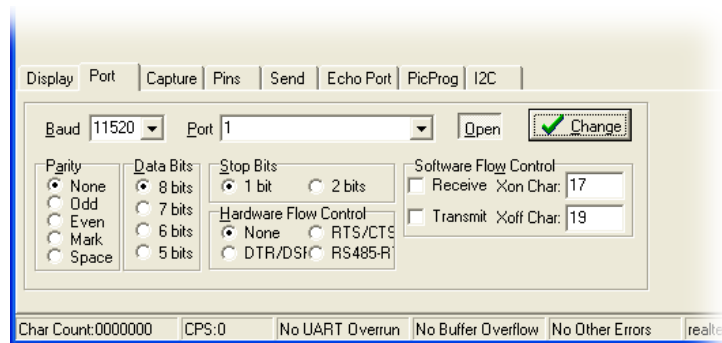 Display Port Capture Pins Send Echo Port PicProg I2C
Baud 11520 Port 1 Open Change
Parity Data Bits Stop Bits Software Flow Control
None 8 bits 1 bit 2 bits Receive Xon Char: 17
Odd 7 bits Hardware Flow Control Transmit Xoff Char: 19
Even 6 bits None RTS/CTS
Mark 5 bits DTR/DSR RS485-R
Space
Char Count:0000000 CPS:0 No UART Overrun No Buffer Overflow No Other Errors